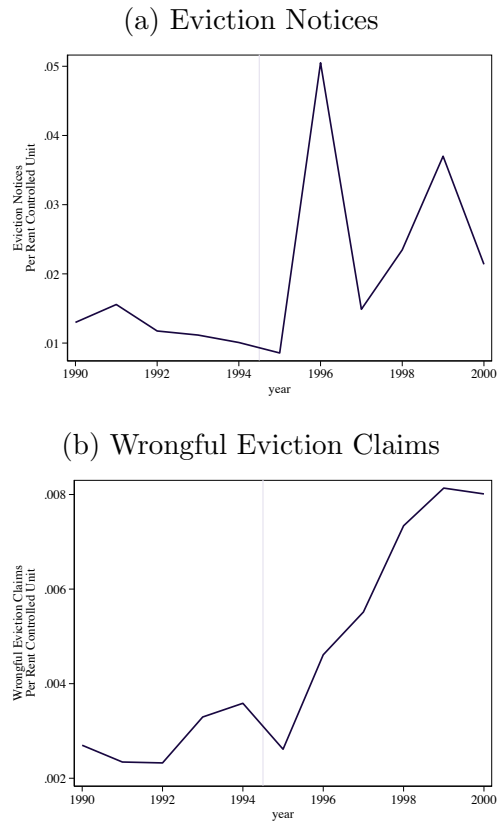 (a) Eviction Notices
Eviction Notices
Per Rent Controlled Unit
.05
.04
.03
.02
.01
1990 1992 1994 1996 1998 2000
year
(b) Wrongful Eviction Claims
Wrongful Eviction Claims
Per Rent Controlled Unit
.008
.006
.004
.002
1990 1992 1994 1996 1998 2000
year